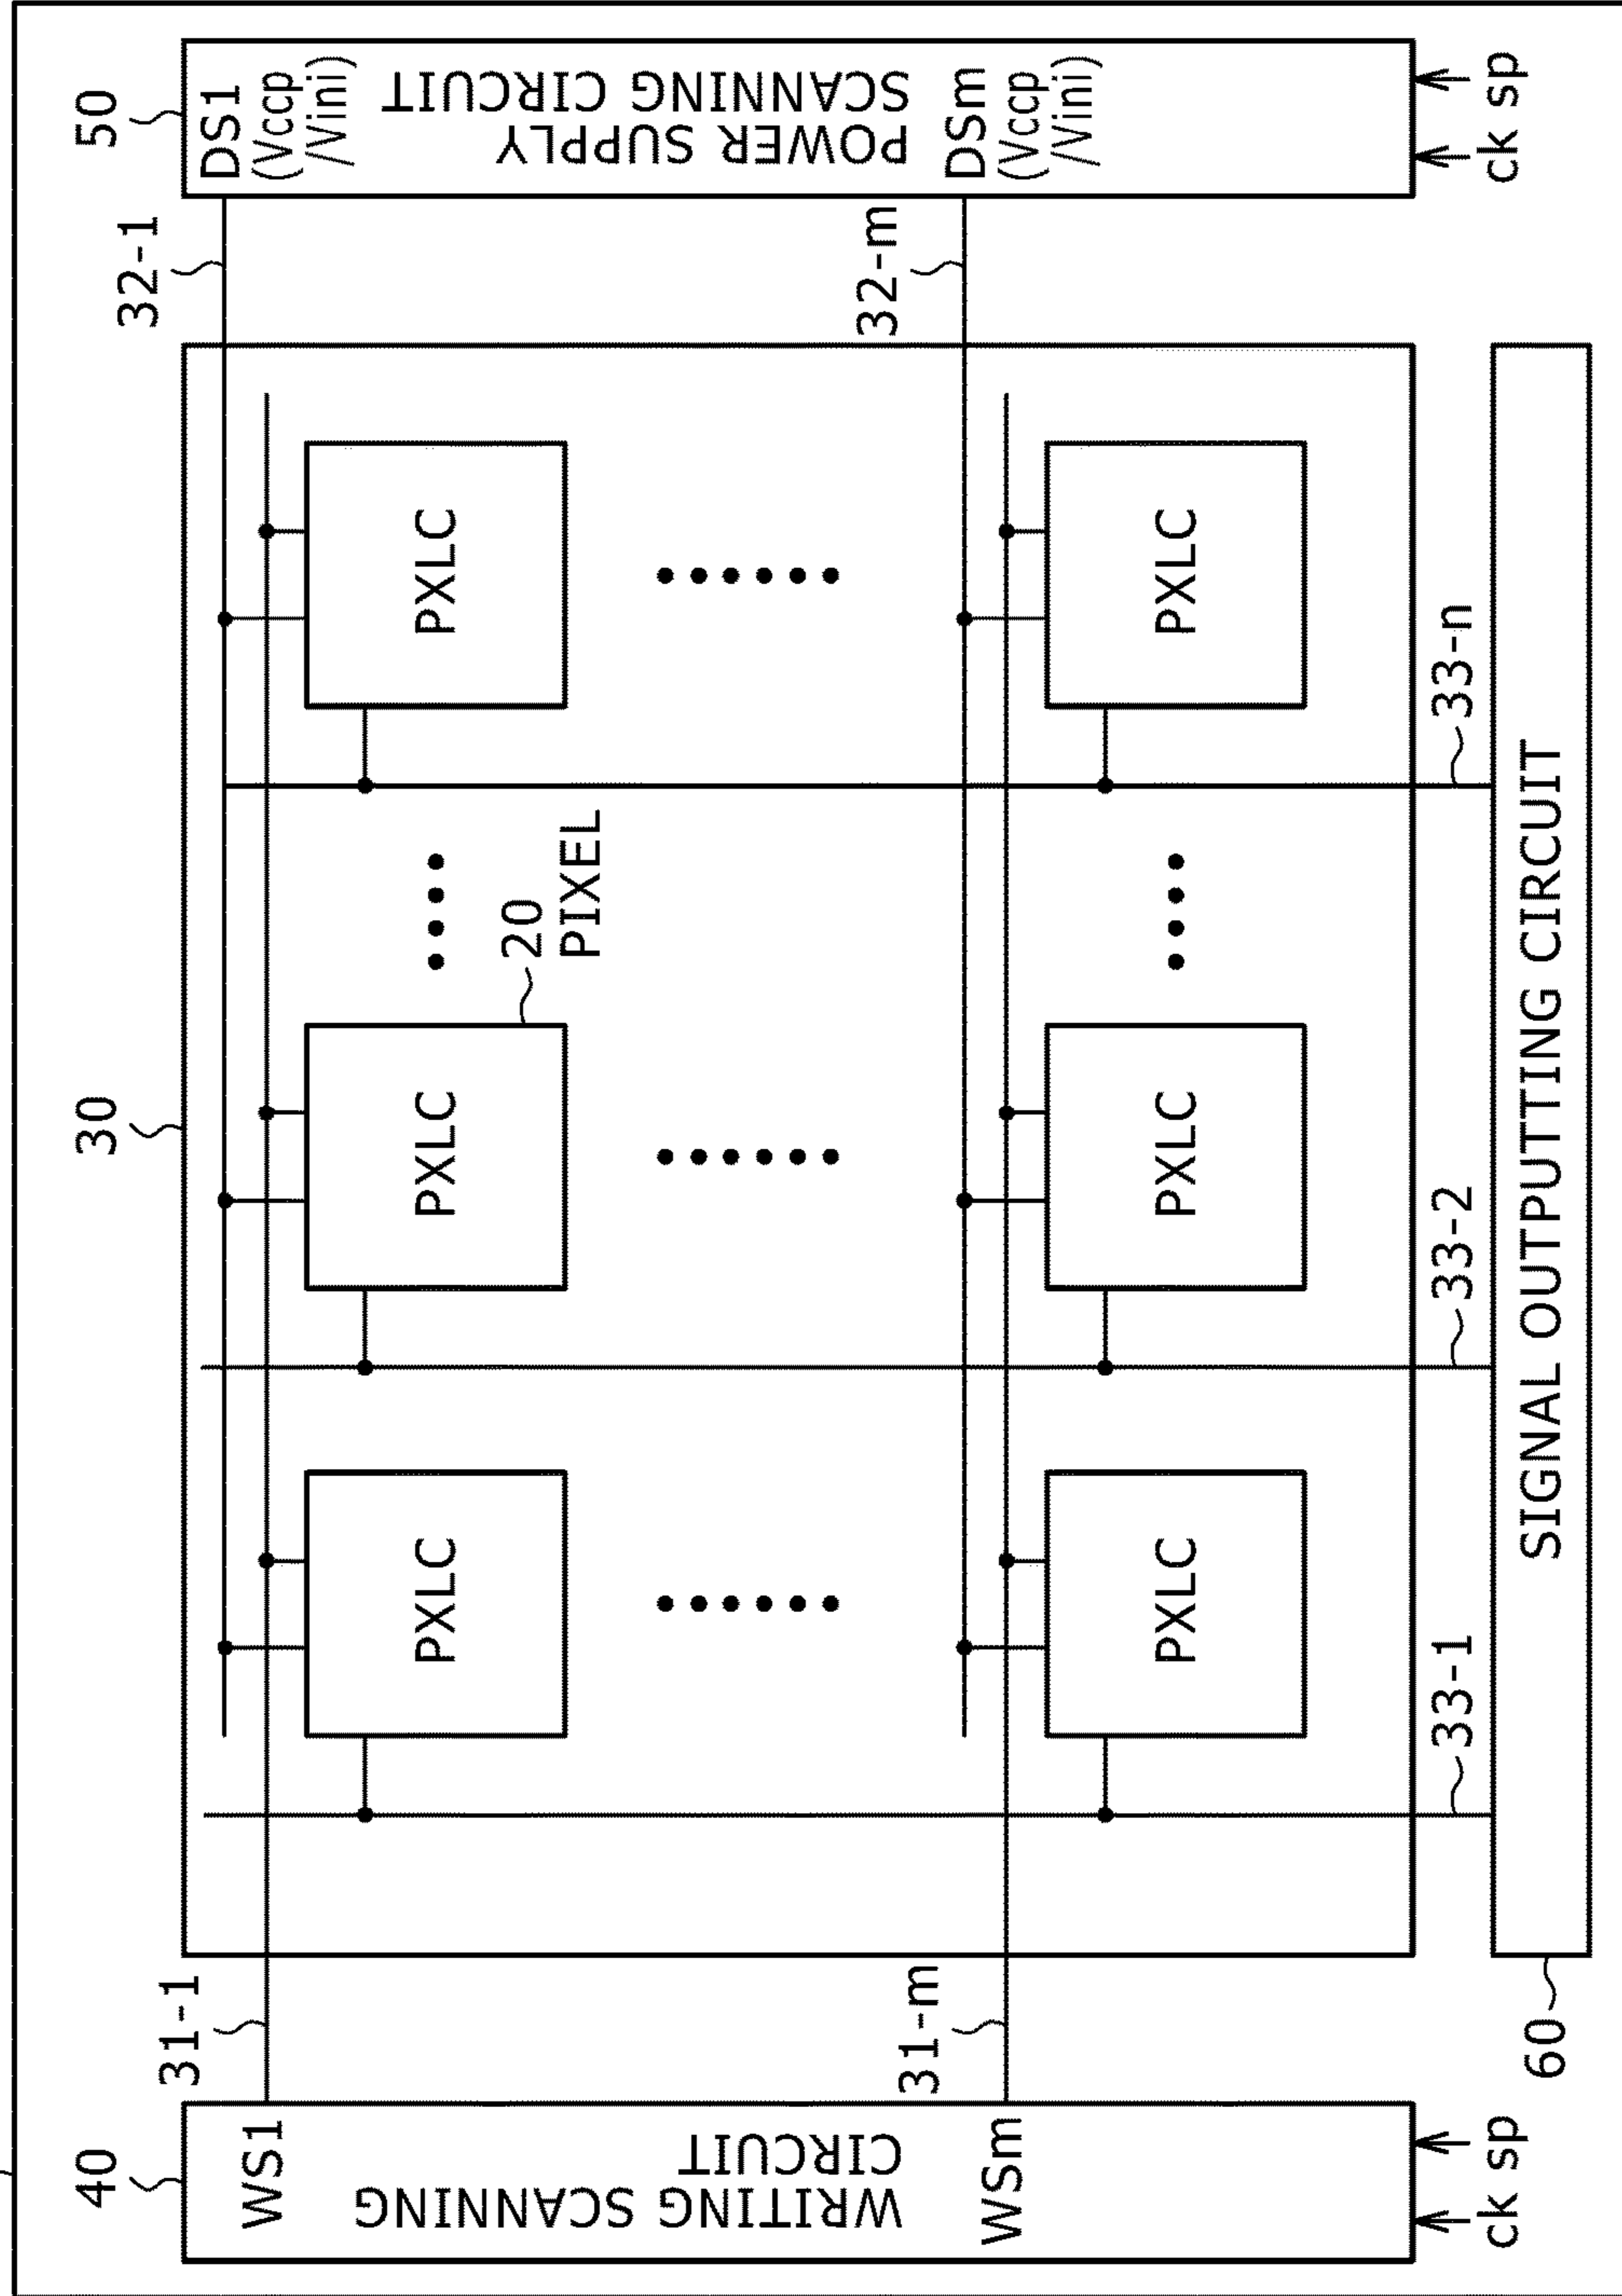 40
30
50
31-1
32-1
WS1
DS1
(Vccp
/Vini)
PXLC
PXLC
PXLC
20
PIXEL
WRITING SCANNING
CIRCUIT
POWER SUPPLY
SCANNING CIRCUIT
31-m
32-m
WSm
DSm
(Vccp
/Vini)
PXLC
PXLC
PXLC
33-1
33-2
33-n
ck sp
ck sp
60
SIGNAL OUTPUTTING CIRCUIT